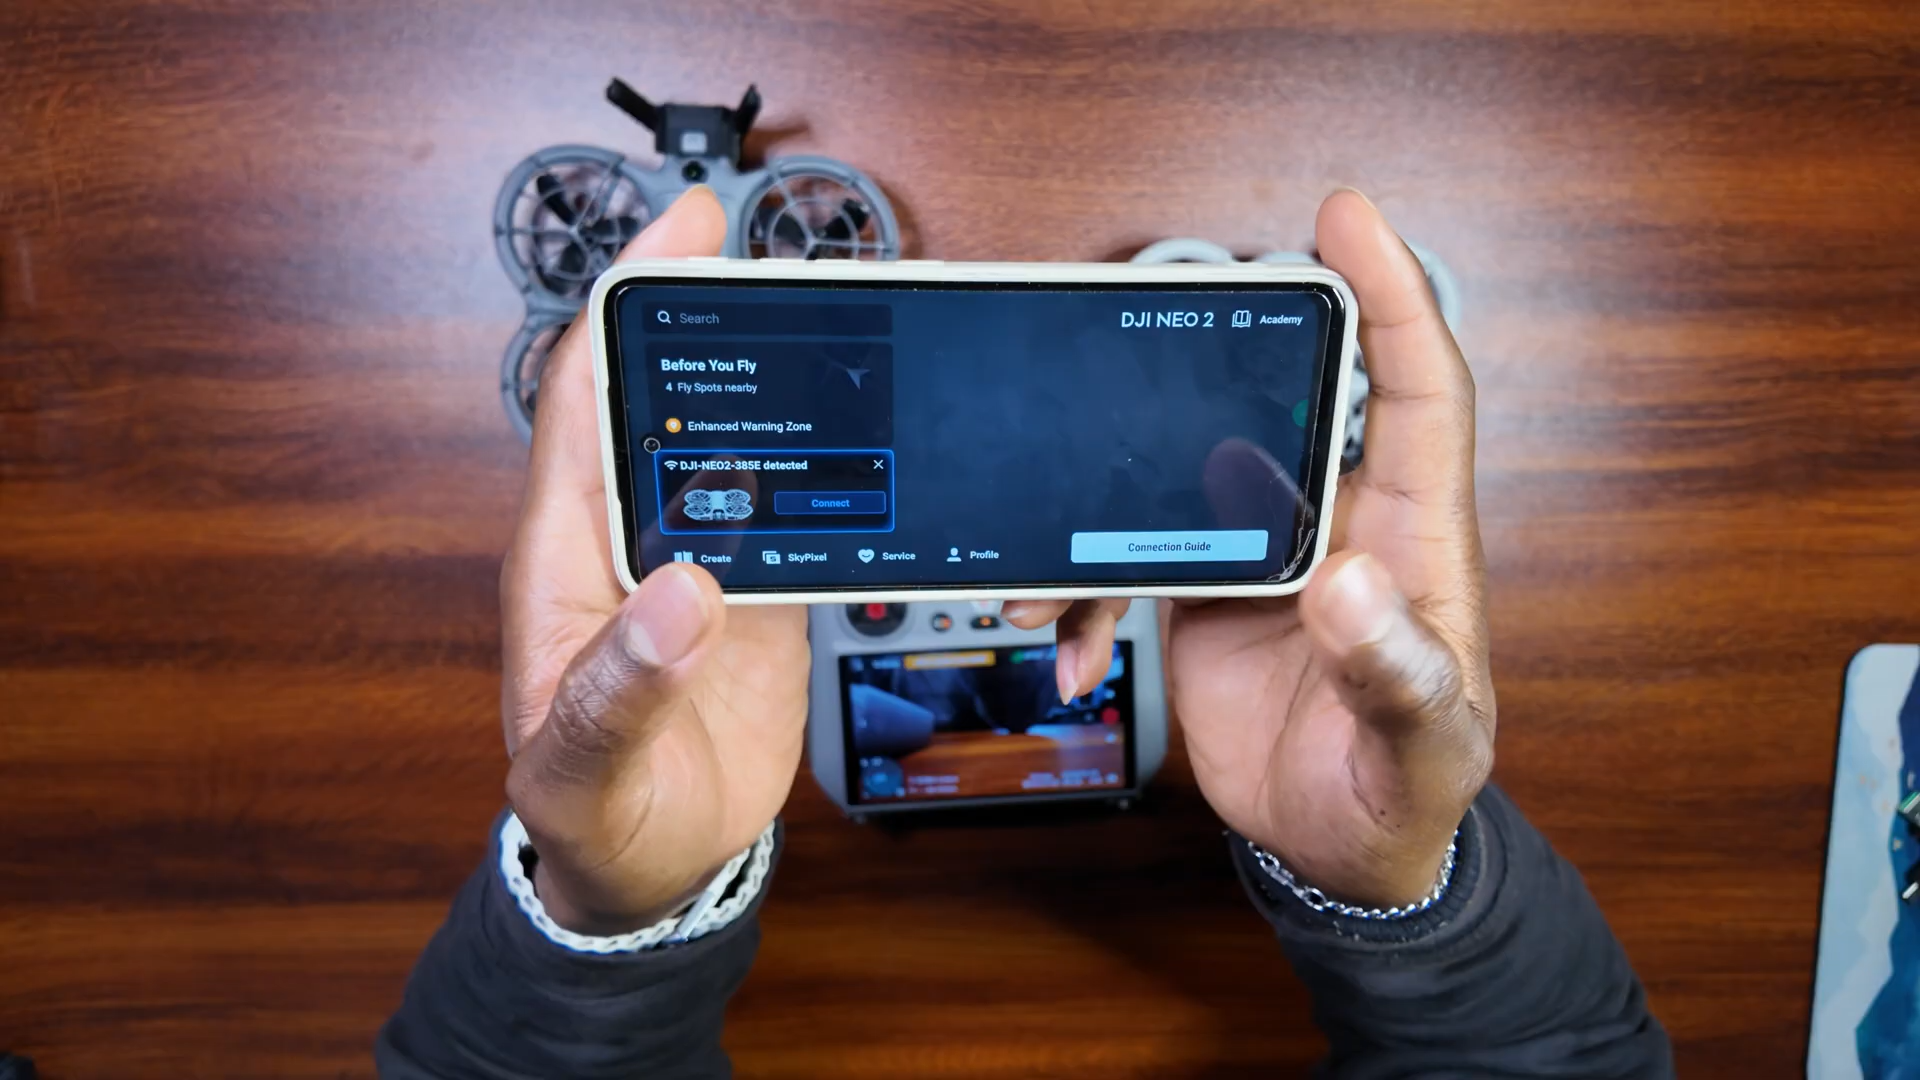 Search
DJI NEO 2
Academy
Before You Fly
4 Fly Spots nearby
Enhanced Warning Zone
DJI-NEO2-385E detected
Connect
Create
SkyPixel
Service
Profile
Connection Guide